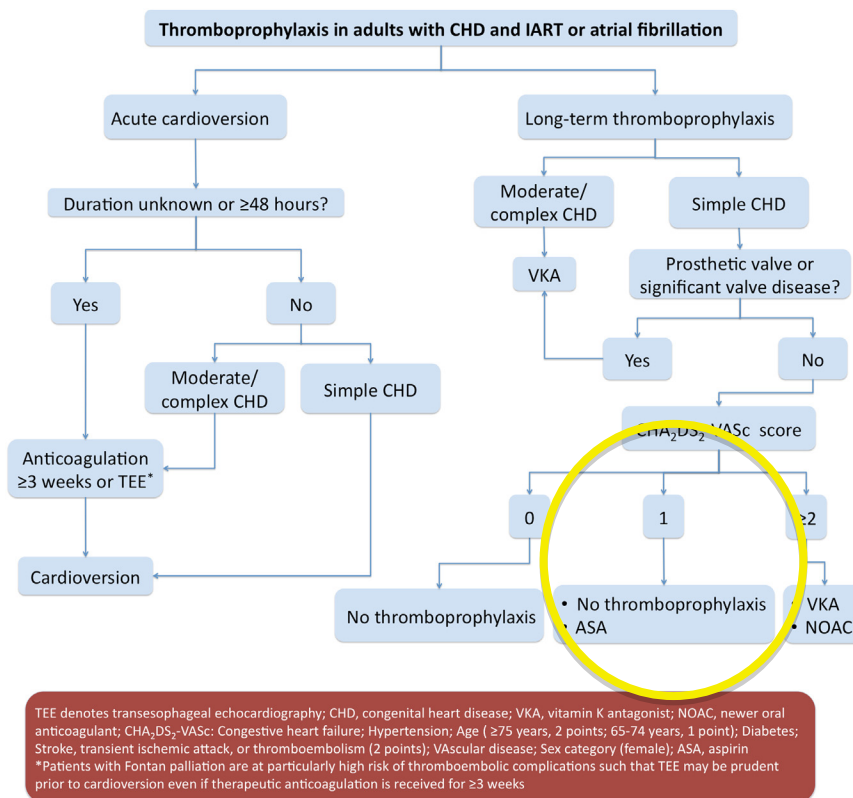 Thromboprophylaxis in adults with CHD and IART or atrial fibrillation
Acute cardioversion
Long-term thromboprophylaxis
Duration unknown or ≥48 hours?
Moderate/
complex CHD
Simple CHD
VKA
Prosthetic valve or
significant valve disease?
Yes
No
Yes
No
Moderate/
complex CHD
Simple CHD
CHA₂DS₂-VASc score
Anticoagulation
≥3 weeks or TEE*
0
1
≥2
Cardioversion
No thromboprophylaxis
• No thromboprophylaxis
• ASA
• VKA
• NOAC
TEE denotes transesophageal echocardiography; CHD, congenital heart disease; VKA, vitamin K antagonist; NOAC, newer oral
anticoagulant; CHA₂DS₂-VASc: Congestive heart failure; Hypertension; Age ( ≥75 years, 2 points; 65-74 years, 1 point); Diabetes;
Stroke, transient ischemic attack, or thromboembolism (2 points); VAscular disease; Sex category (female); ASA, aspirin
*Patients with Fontan palliation are at particularly high risk of thromboembolic complications such that TEE may be prudent
prior to cardioversion even if therapeutic anticoagulation is received for ≥3 weeks